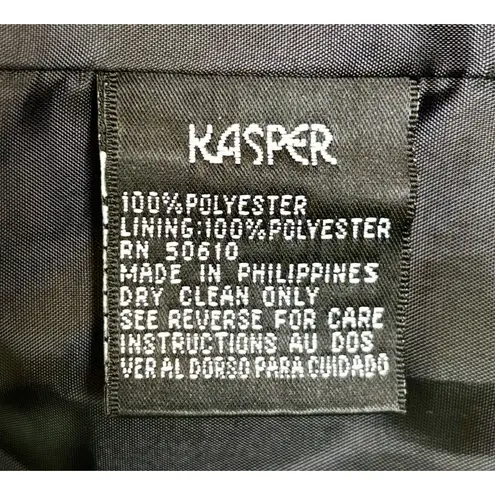 KASPER
100%POLYESTER
LINING:100%POLYESTER
RN 50610
MADE IN PHILIPPINES
DRY CLEAN ONLY
SEE REVERSE FOR CARE
INSTRUCTIONS AU DOS
VER AL DORSO PARA CUIDADO